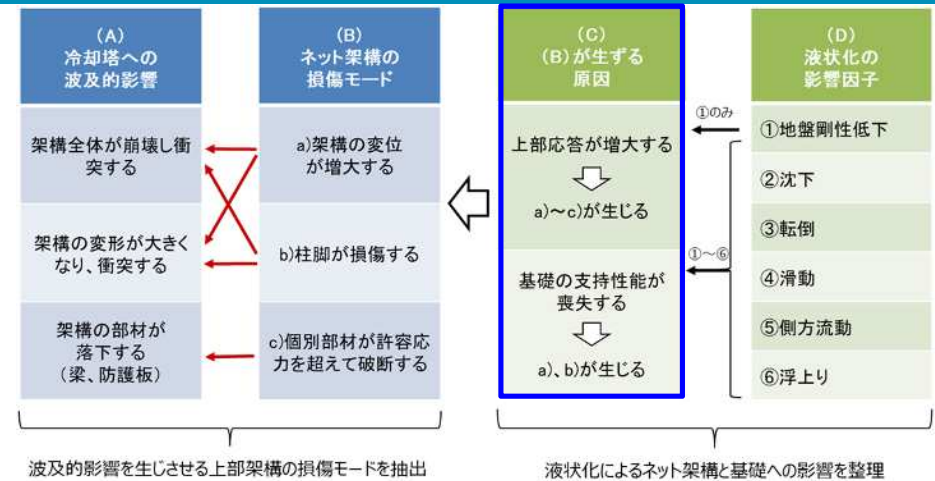 (A)
冷却塔への
波及的影響
(B)
ネット架構の
損傷モード
(C)
(B)が生ずる
原因
(D)
液状化の
影響因子
架構全体が崩壊し衝
突する
架構の変形が大きく
なり、衝突する
架構の部材が
落下する
(梁、防護板)
a)架構の変位
が増大する
b)柱脚が損傷する
c)個別部材が許容応
力を超えて破断する
上部応答が増大する
a)～c)が生じる
基礎の支持性能が
喪失する
a)、b)が生じる
①のみ
①～⑥
①地盤剛性低下
②沈下
③転倒
④滑動
⑤側方流動
⑥浮上り
波及的影響を生じさせる上部架構の損傷モードを抽出
液状化によるネット架構と基礎への影響を整理